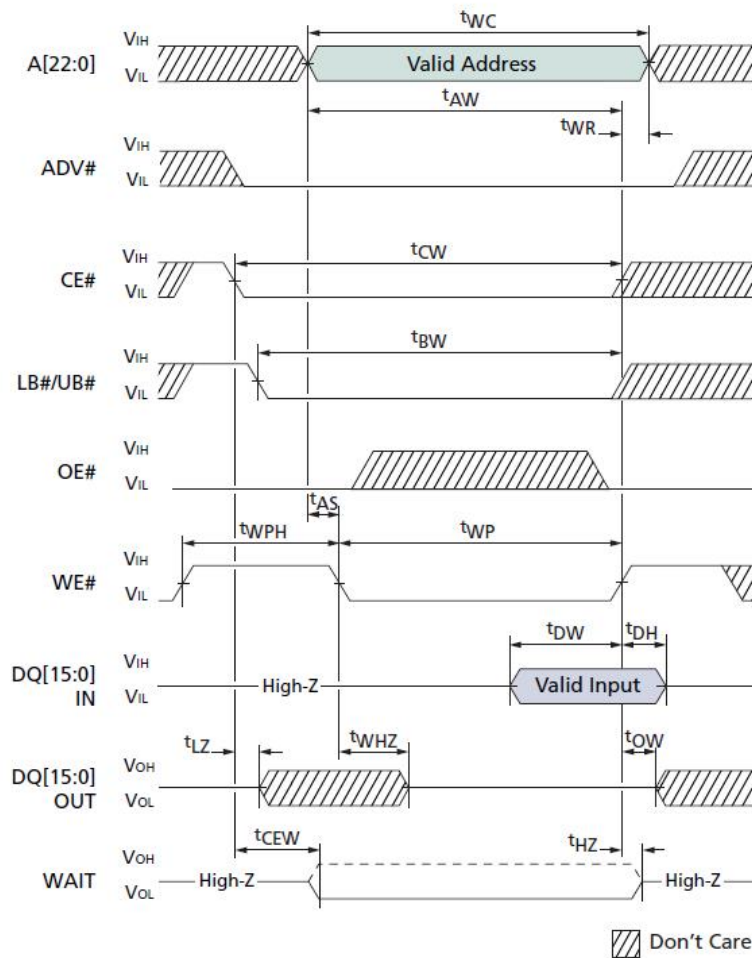 tWC
VIH
A[22:0]
Valid Address
VIL
tAW
tWR
VIH
ADV#
VIL
tCW
VIH
CE#
VIL
tBW
VIH
LB#/UB#
VIL
VIH
OE#
VIL
tAS
tWPH
tWP
VIH
WE#
VIL
tDW
tDH
VIH
DQ[15:0]
IN
VIL
High-Z
Valid Input
tLZ
tWHZ
tOW
VOH
DQ[15:0]
OUT
VOL
tCEW
tHZ
VOH
WAIT
High-Z
High-Z
VOL
Don't Care